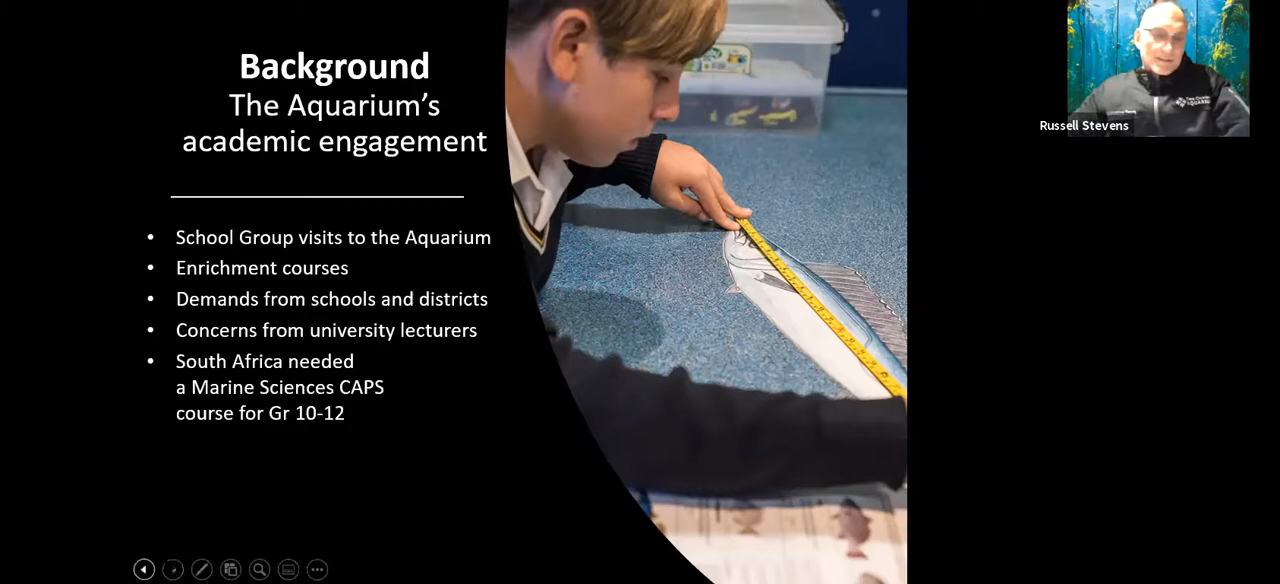 Background
The Aquarium's
academic engagement
• School Group visits to the Aquarium
• Enrichment courses
• Demands from schools and districts
• Concerns from university lecturers
• South Africa needed
a Marine Sciences CAPS
course for Gr 10-12
Russell Stevens